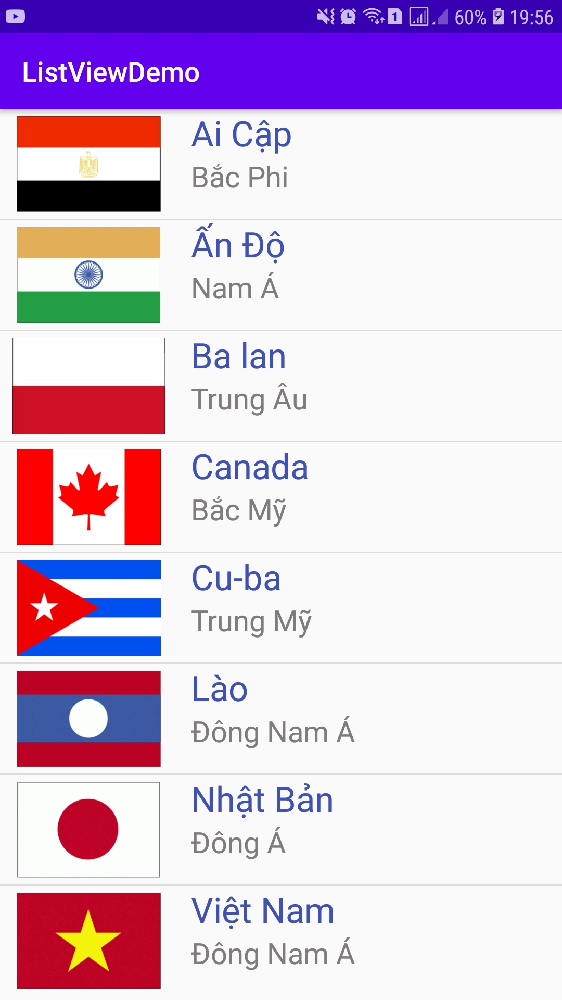 1 60% 19:56
ListViewDemo
Ai Cập
Bắc Phi
Ấn Độ
Nam Á
Ba lan
Trung Âu
Canada
Bắc Mỹ
Cu-ba
Trung Mỹ
Lào
Đông Nam Á
Nhật Bản
Đông Á
Việt Nam
Đông Nam Á